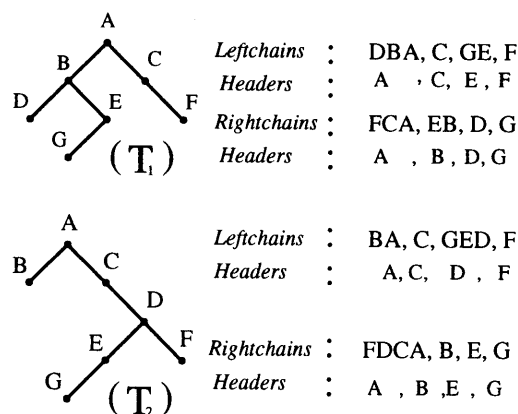 A
B
C
D
E
F
G
(T1)
Leftchains : DBA, C, GE, F
Headers A , C, E, F
Rightchains : FCA, EB, D, G
Headers : A , B, D, G
A
B
C
D
E
F
G
(T2)
Leftchains : BA, C, GED, F
Headers : A, C, D , F
Rightchains : FDCA, B, E, G
Headers : A , B ,E , G